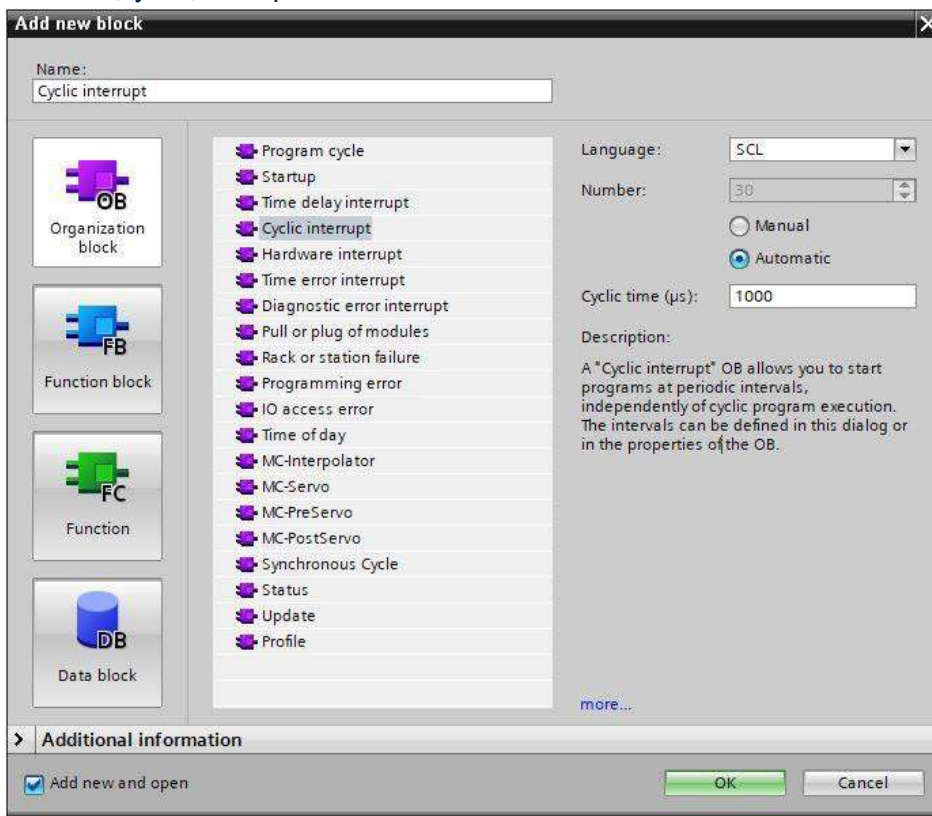 Add new block
Name:
Cyclic interrupt
OB
Organization
block
FB
Function block
FC
Function
DB
Data block
Program cycle
Startup
Time delay interrupt
Cyclic interrupt
Hardware interrupt
Time error interrupt
Diagnostic error interrupt
Pull or plug of modules
Rack or station failure
Programming error
IO access error
Time of day
MC-Interpolator
MC-Servo
MC-PreServo
MC-PostServo
Synchronous Cycle
Status
Update
Profile
Language: SCL
Number: 30
Manual
Automatic
Cyclic time (µs): 1000
Description:
A "Cyclic interrupt" OB allows you to start
programs at periodic intervals,
independently of cyclic program execution.
The intervals can be defined in this dialog or
in the properties of the OB.
more...
> Additional information
Add new and open
OK Cancel